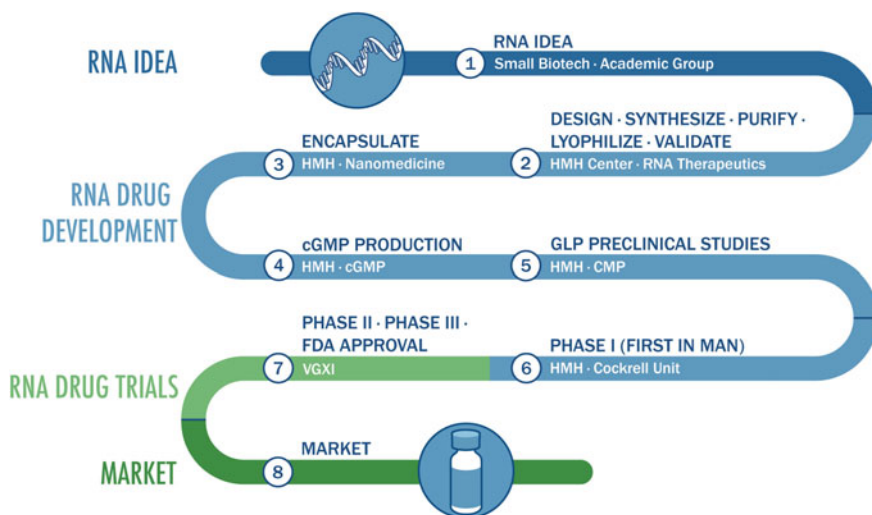 RNA IDEA
RNA IDEA
1
Small Biotech · Academic Group
DESIGN · SYNTHESIZE · PURIFY ·
LYOPHILIZE · VALIDATE
2
HMH Center · RNA Therapeutics
ENCAPSULATE
3
HMH · Nanomedicine
RNA DRUG
DEVELOPMENT
cGMP PRODUCTION
4
HMH · cGMP
GLP PRECLINICAL STUDIES
5
HMH · CMP
PHASE I (FIRST IN MAN)
6
HMH · Cockrell Unit
PHASE II · PHASE III ·
FDA APPROVAL
7
VGXI
RNA DRUG TRIALS
MARKET
MARKET
8